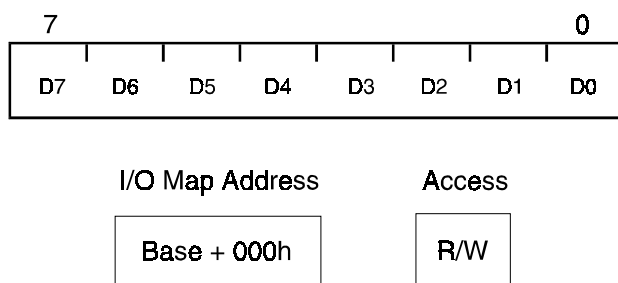 7 0
D7 D6 D5 D4 D3 D2 D1 D0
I/O Map Address Access
Base + 000h R/W